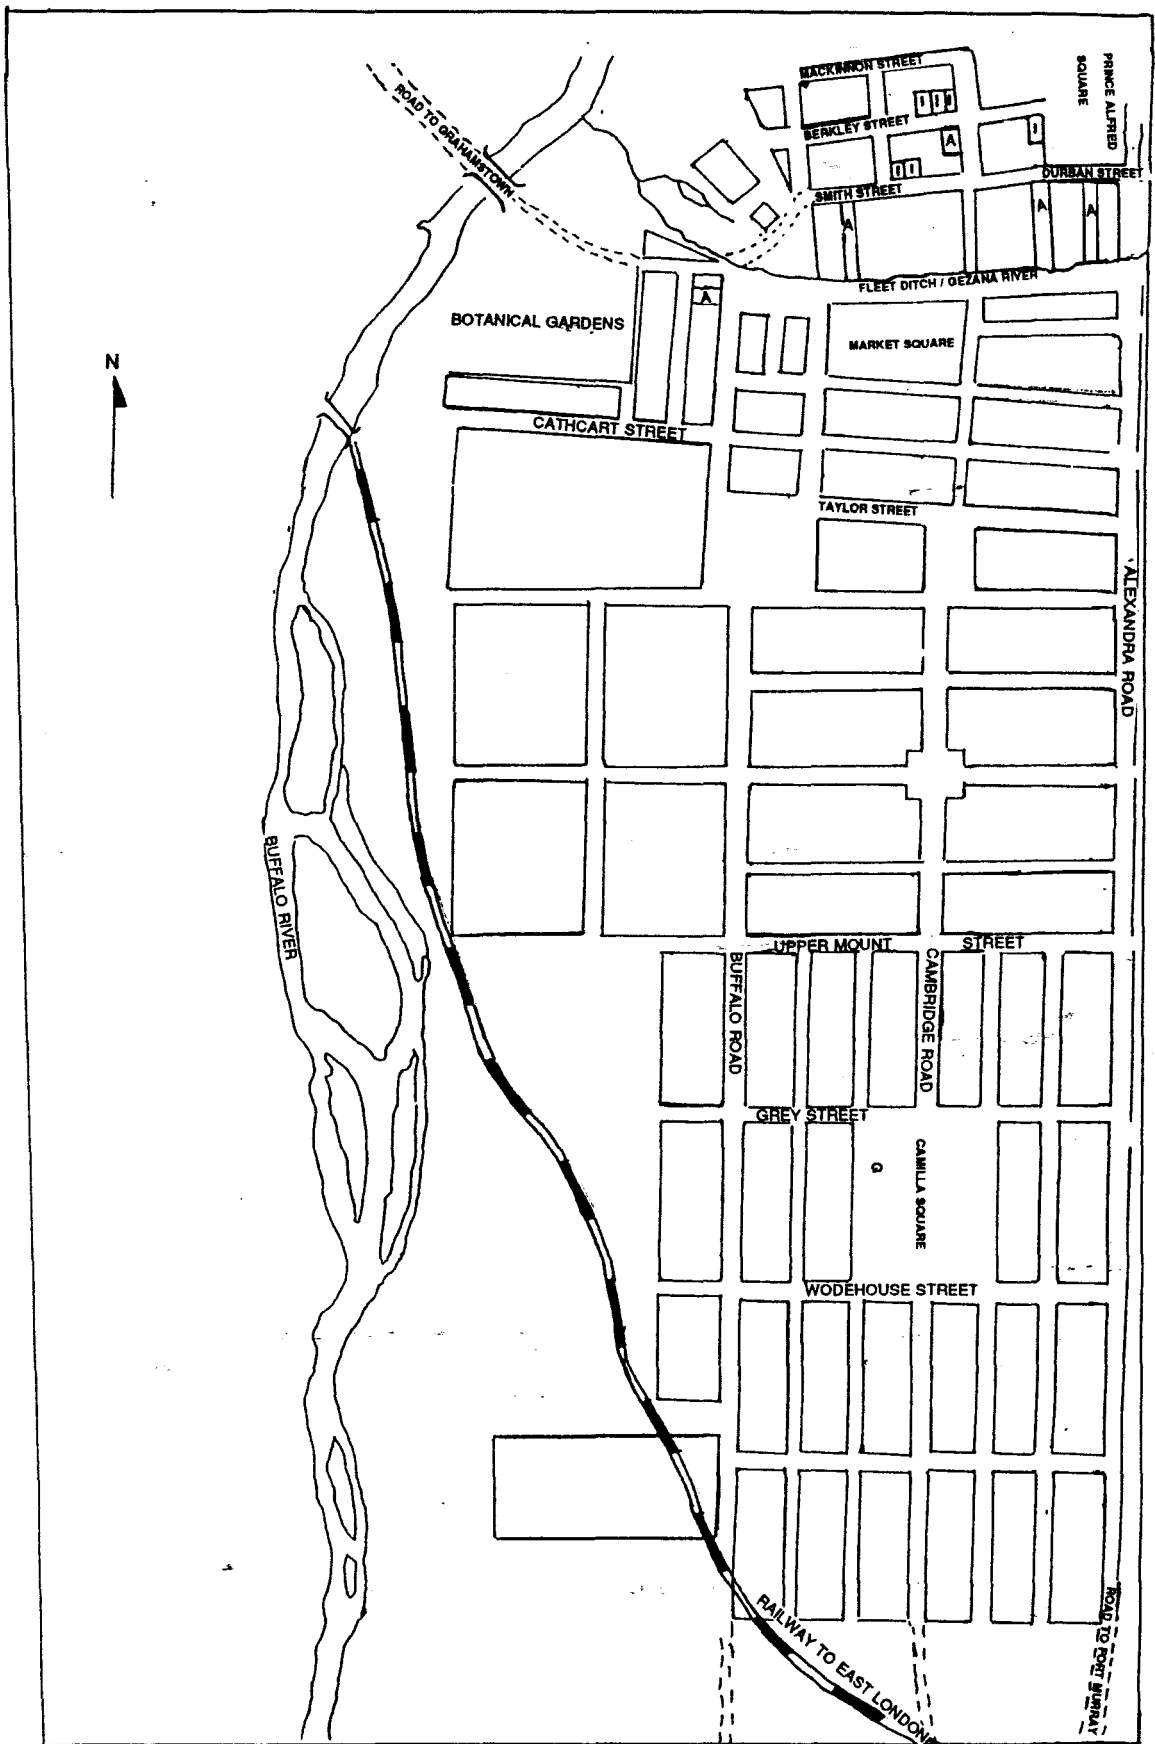 MACKINNON STREET
PRINCE ALFRED
SQUARE
ROAD TO GRAHAMSTOWN
I I I
BERKLEY STREET
I
A
I I
DURBAN STREET
SMITH STREET
A
A
A
FLEET DITCH / GEZANA RIVER
A
BOTANICAL GARDENS
MARKET SQUARE
N
CATHCART STREET
TAYLOR STREET
ALEXANDRA ROAD
BUFFALO RIVER
UPPER MOUNT STREET
BUFFALO ROAD
CAMBRIDGE ROAD
GREY STREET
G
CAMILLA SQUARE
WODEHOUSE STREET
RAILWAY TO EAST LONDON
ROAD TO FORT MURRAY